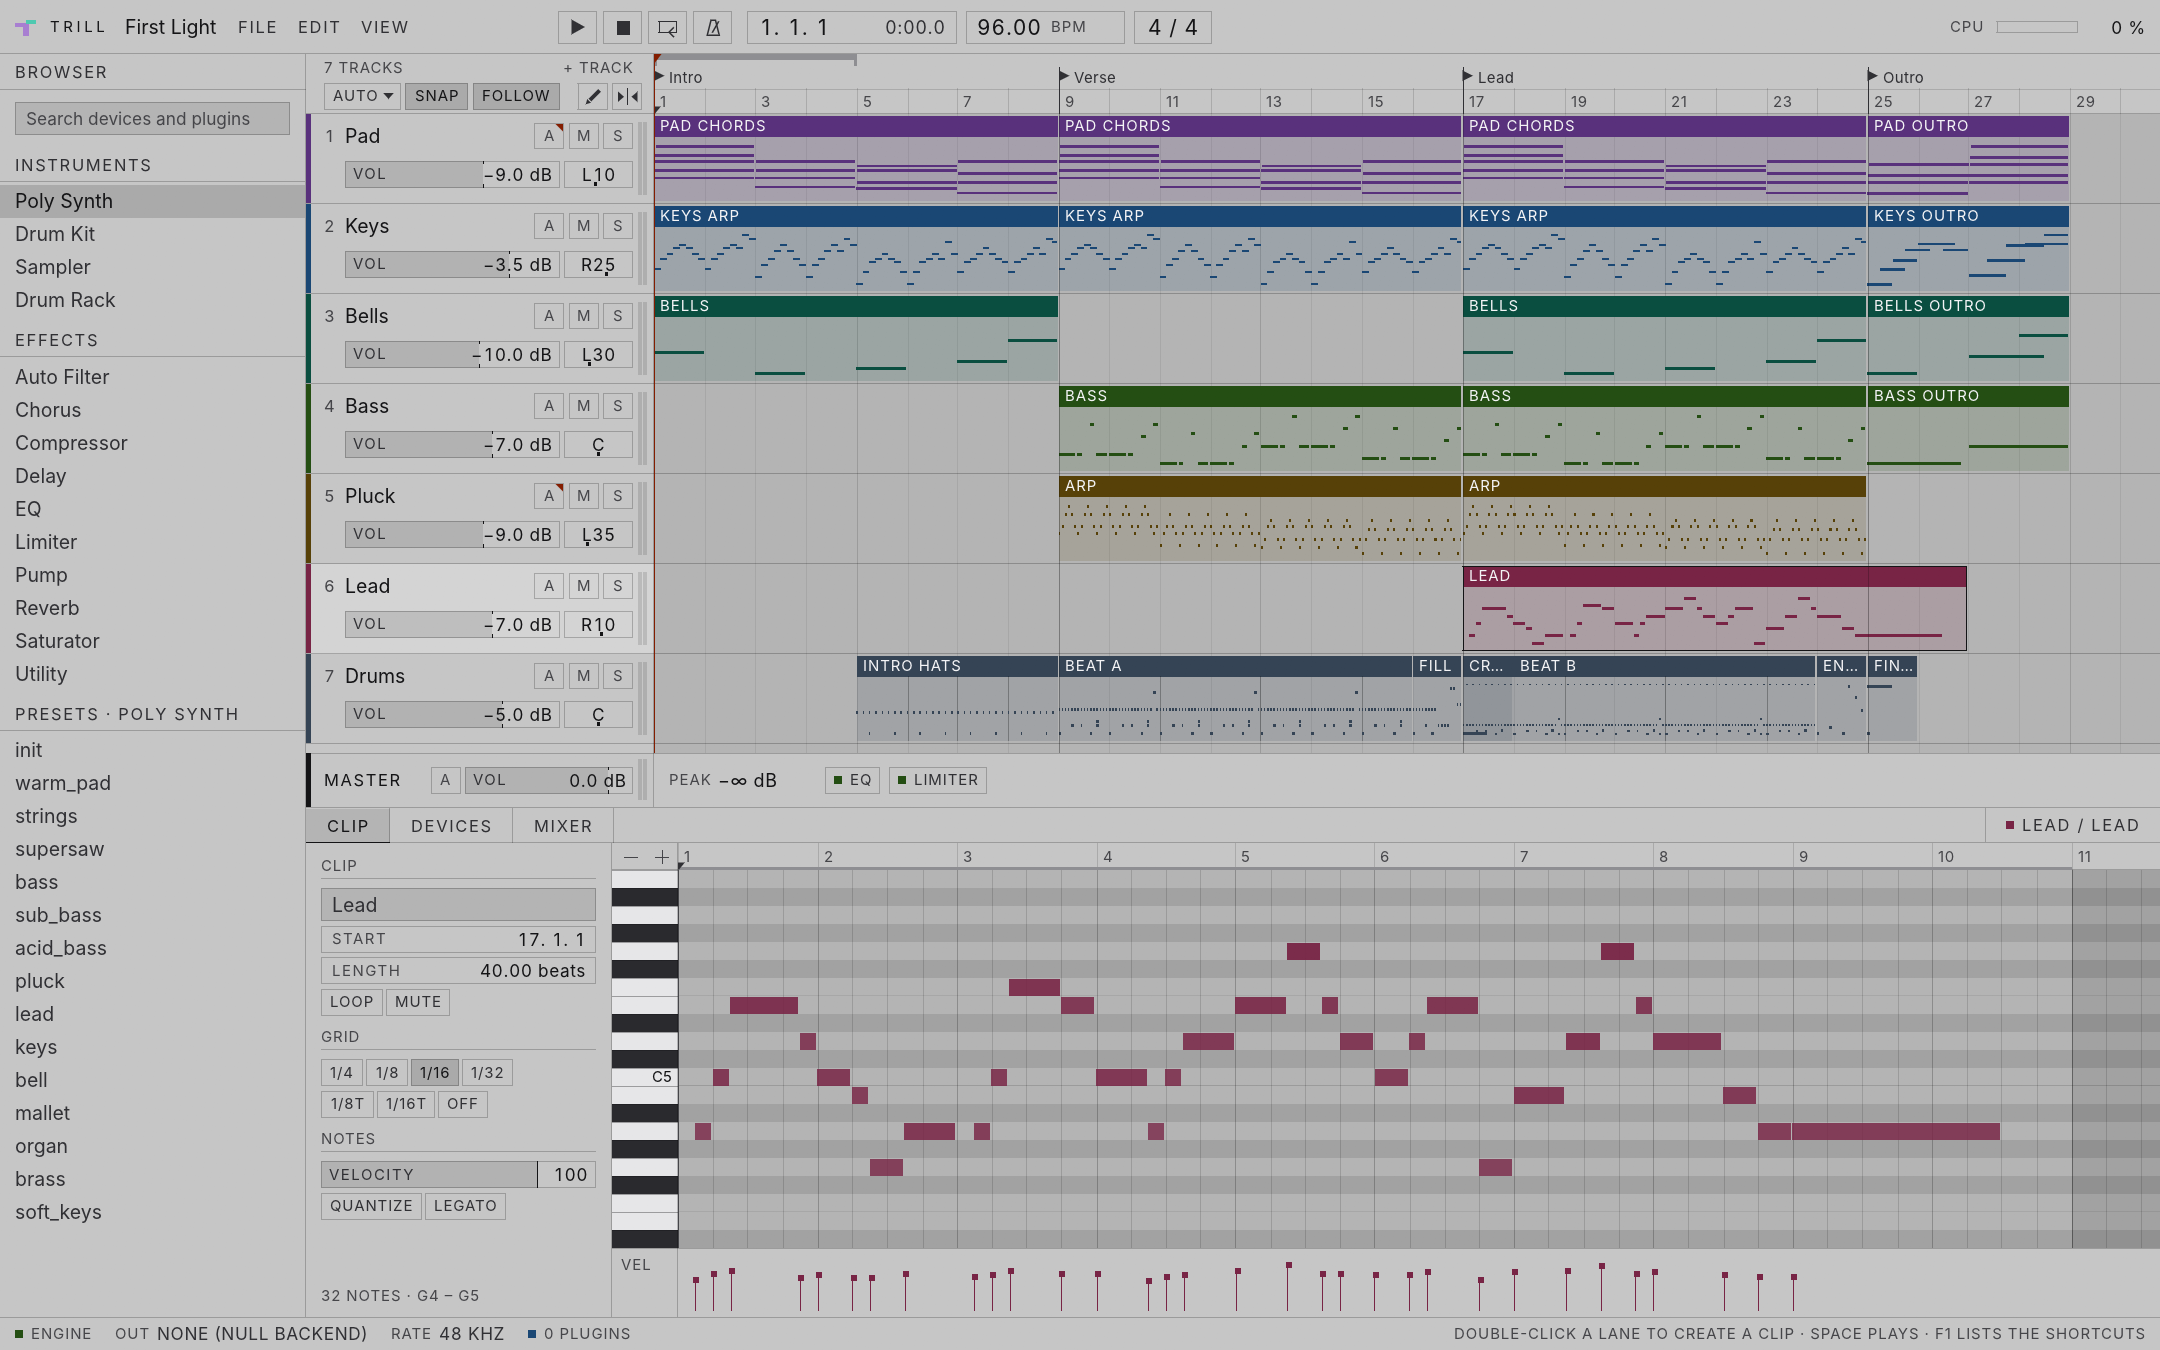 TRILL First Light FILE EDIT VIEW 1. 1. 1 0:00.0 96.00 BPM 4 / 4 CPU 0 %
BROWSER
Search devices and plugins
INSTRUMENTS
Poly Synth
Drum Kit
Sampler
Drum Rack
EFFECTS
Auto Filter
Chorus
Compressor
Delay
EQ
Limiter
Pump
Reverb
Saturator
Utility
PRESETS · POLY SYNTH
init
warm_pad
strings
supersaw
bass
sub_bass
acid_bass
pluck
lead
keys
bell
mallet
organ
brass
soft_keys
7 TRACKS + TRACK
AUTO SNAP FOLLOW
Intro Verse Lead Outro
1 3 5 7 9 11 13 15 17 19 21 23 25 27 29
1 Pad A M S
VOL −9.0 dB L10
PAD CHORDS PAD CHORDS PAD CHORDS PAD OUTRO
2 Keys A M S
VOL −3.5 dB R25
KEYS ARP KEYS ARP KEYS ARP KEYS OUTRO
3 Bells A M S
VOL −10.0 dB L30
BELLS BELLS BELLS OUTRO
4 Bass A M S
VOL −7.0 dB C
BASS BASS BASS OUTRO
5 Pluck A M S
VOL −9.0 dB L35
ARP ARP
6 Lead A M S
VOL −7.0 dB R10
LEAD
7 Drums A M S
VOL −5.0 dB C
INTRO HATS BEAT A FILL CR... BEAT B EN... FIN...
MASTER A VOL 0.0 dB PEAK −∞ dB EQ LIMITER
CLIP DEVICES MIXER LEAD / LEAD
CLIP
Lead
START 17. 1. 1
LENGTH 40.00 beats
LOOP MUTE
GRID
1/4 1/8 1/16 1/32
1/8T 1/16T OFF
NOTES
VELOCITY 100
QUANTIZE LEGATO
32 NOTES · G4 – G5
1 2 3 4 5 6 7 8 9 10 11
C5
VEL
ENGINE OUT NONE (NULL BACKEND) RATE 48 KHZ 0 PLUGINS DOUBLE-CLICK A LANE TO CREATE A CLIP · SPACE PLAYS · F1 LISTS THE SHORTCUTS